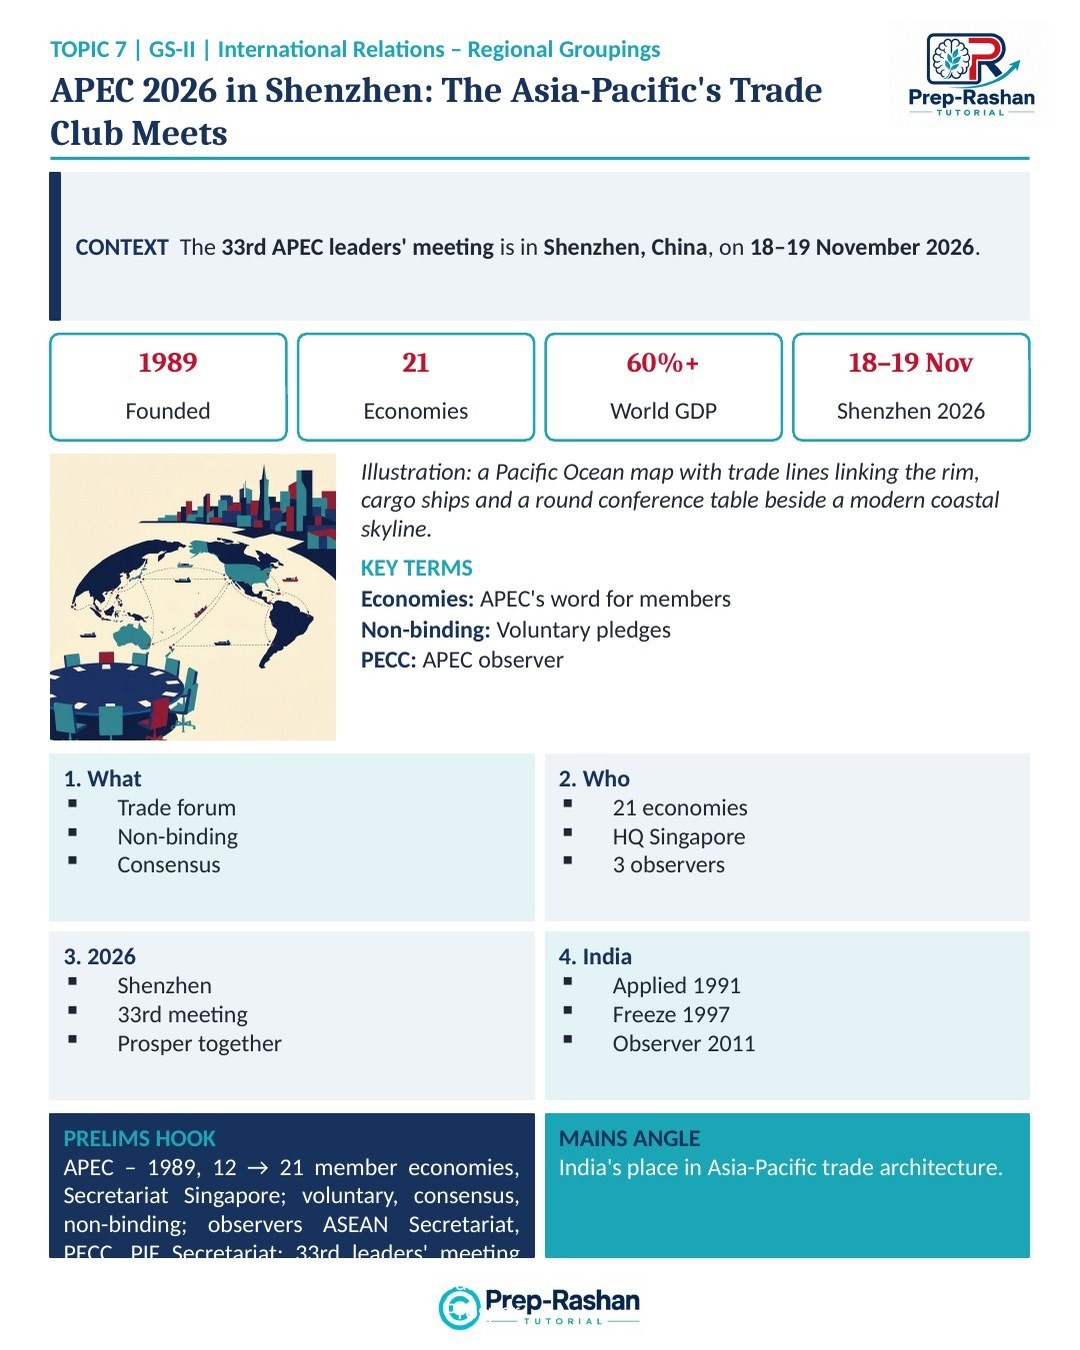 TOPIC 7 | GS-II | International Relations – Regional Groupings
APEC 2026 in Shenzhen: The Asia-Pacific's Trade
Club Meets
Prep-Rashan
TUTORIAL
CONTEXT The 33rd APEC leaders' meeting is in Shenzhen, China, on 18–19 November 2026.
1989
Founded
21
Economies
60%+
World GDP
18–19 Nov
Shenzhen 2026
Illustration: a Pacific Ocean map with trade lines linking the rim,
cargo ships and a round conference table beside a modern coastal
skyline.
KEY TERMS
Economies: APEC's word for members
Non-binding: Voluntary pledges
PECC: APEC observer
1. What
▪ Trade forum
▪ Non-binding
▪ Consensus
2. Who
▪ 21 economies
▪ HQ Singapore
▪ 3 observers
3. 2026
▪ Shenzhen
▪ 33rd meeting
▪ Prosper together
4. India
▪ Applied 1991
▪ Freeze 1997
▪ Observer 2011
PRELIMS HOOK
APEC – 1989, 12 → 21 member economies,
Secretariat Singapore; voluntary, consensus,
non-binding; observers ASEAN Secretariat,
PECC, PIF Secretariat; 33rd leaders' meeting
MAINS ANGLE
India's place in Asia-Pacific trade architecture.
© Prep-Rashan
TUTORIAL